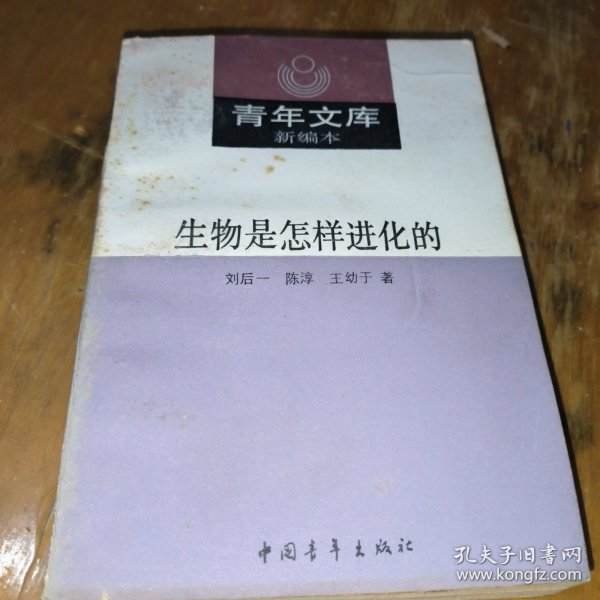 青年文库
新编本
生物是怎样进化的
刘后一 陈淳 王幼于 著
中国青年出版社
孔夫子旧书网
www.kongfz.com